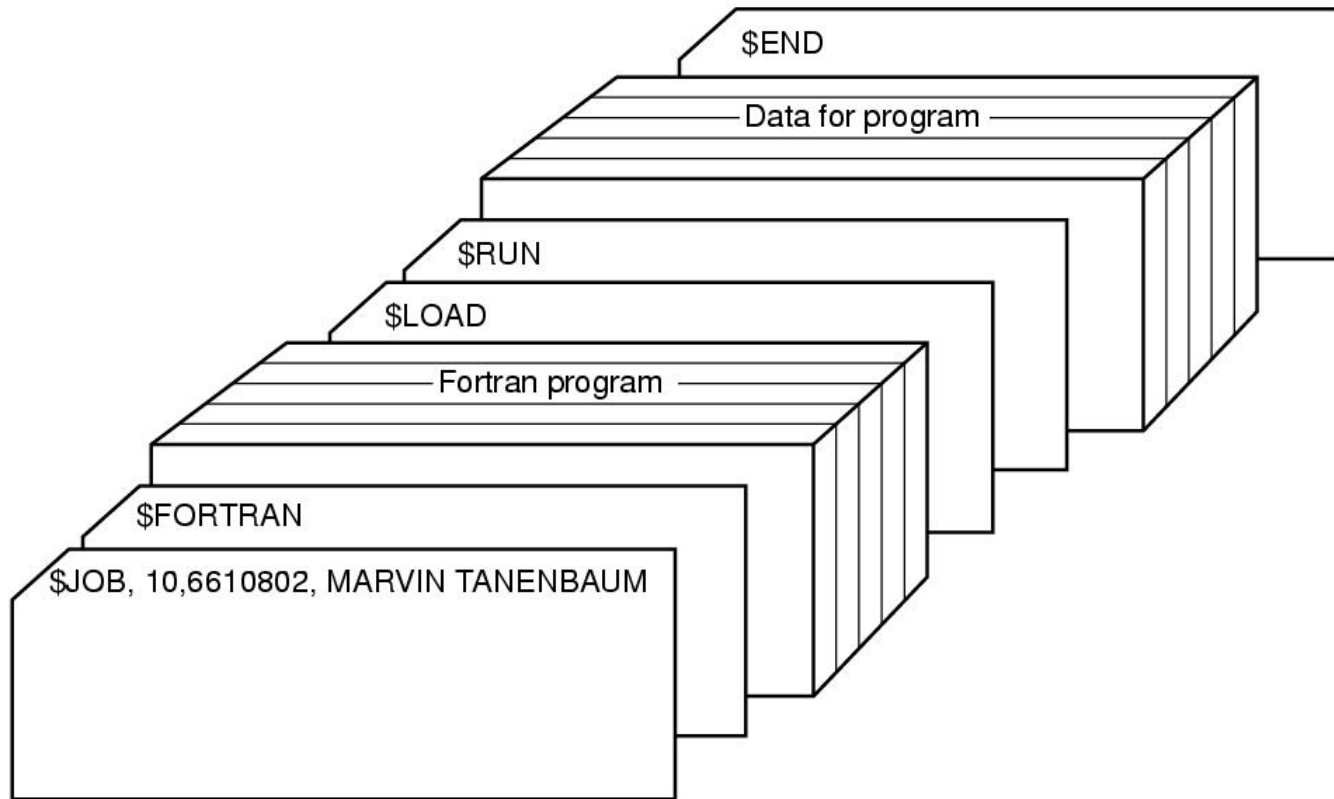 $END
Data for program
$RUN
$LOAD
Fortran program
$FORTRAN
$JOB, 10,6610802, MARVIN TANENBAUM